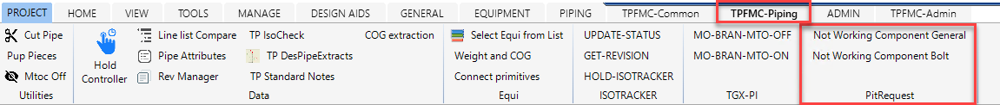 PROJECT HOME VIEW TOOLS MANAGE DESIGN AIDS GENERAL EQUIPMENT PIPING TPFMC-Common TPFMC-Piping ADMIN TPFMC-Admin
Cut Pipe
Pup Pieces
Mtoc Off
Utilities
Hold
Controller
Line list Compare
Pipe Attributes
Rev Manager
TP IsoCheck
TP DesPipeExtracts
TP Standard Notes
COG extraction
Data
Select Equi from List
Weight and COG
Connect primitives
Equi
UPDATE-STATUS
GET-REVISION
HOLD-ISOTRACKER
ISOTRACKER
MO-BRAN-MTO-OFF
MO-BRAN-MTO-ON
TGX-PI
Not Working Component General
Not Working Component Bolt
PitRequest